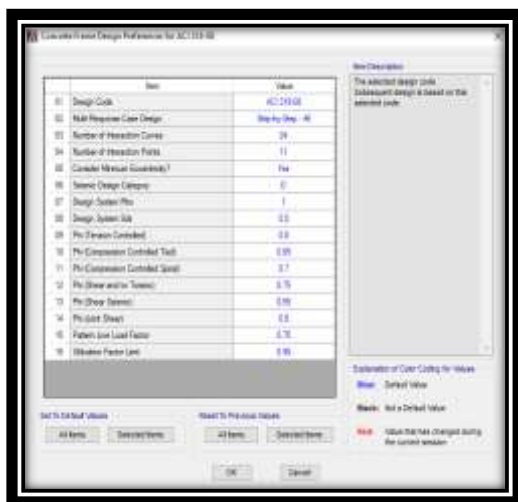 Concrete Frame Design Preferences for ACI 318-08
Item Value
01 Design Code ACI 318-08
02 Multi-Response Case Design Step-by-Step - All
03 Number of Interaction Curves 24
04 Number of Interaction Points 11
05 Consider Minimum Eccentricity? Yes
06 Seismic Design Category D
07 Design System Rho 1.
08 Design System Sds 0.5
09 Phi (Tension Controlled) 0.9
10 Phi (Compression Controlled Tied) 0.65
11 Phi (Compression Controlled Spiral)
12 Phi (Shear and/or Torsion) 0.75
13 Phi (Shear Seismic)
14 Phi (Joint Shear)
15 Pattern Live Load Factor 0.75
16 Utilization Factor Limit 0.95
Item Description
The selected design code.
Subsequent design is based on this
selected code.
Explanation of Color Coding for Values
Blue: Default Value
Black: Not a Default Value
Red: Value that has changed during
the current session
Set To Default Values
All Items Selected Items
Reset To Previous Values
All Items Selected Items
OK Cancel